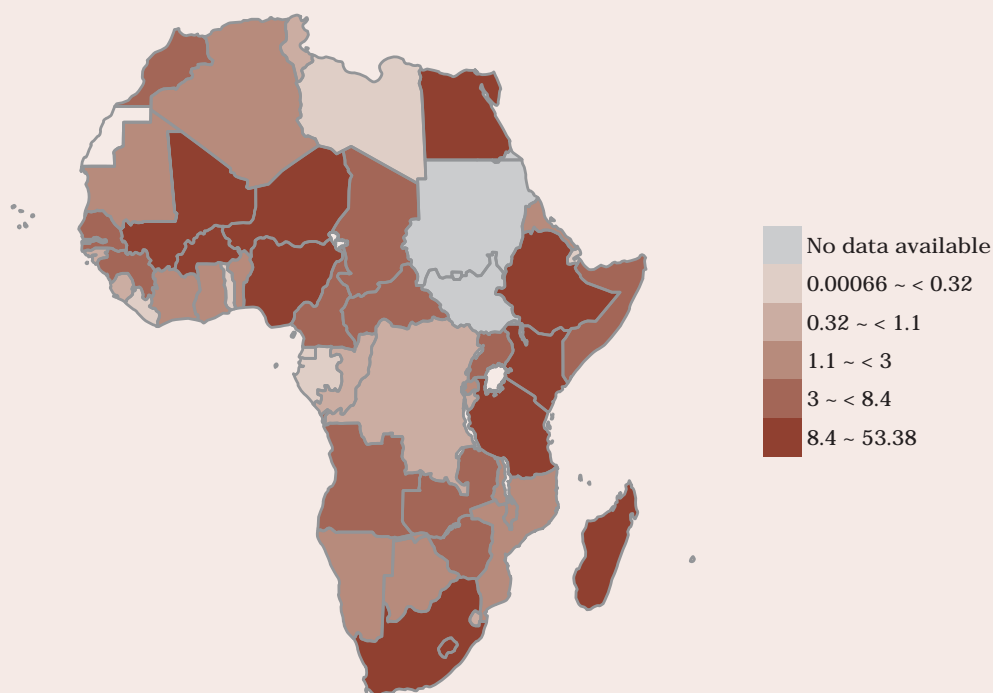 No data available
0.00066 ~ < 0.32
0.32 ~ < 1.1
1.1 ~ < 3
3 ~ < 8.4
8.4 ~ 53.38